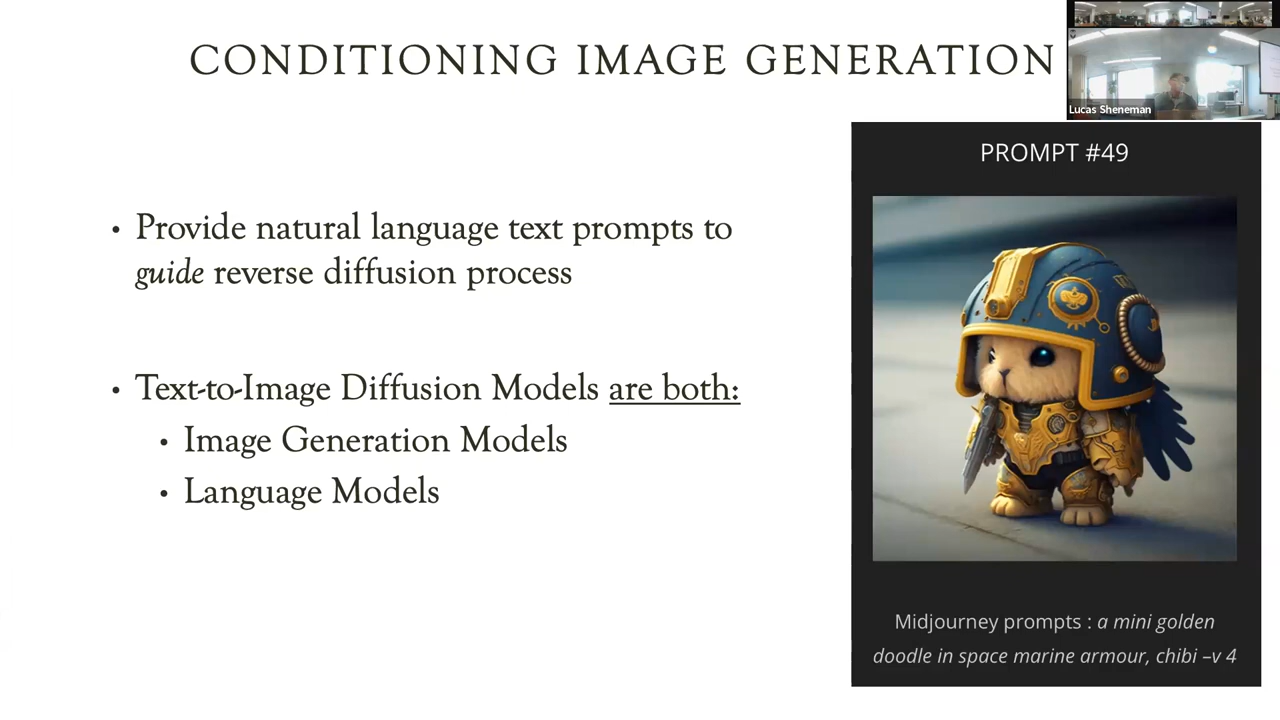 CONDITIONING IMAGE GENERATION
Lucas Sheneman
• Provide natural language text prompts to
guide reverse diffusion process
• Text-to-Image Diffusion Models are both:
• Image Generation Models
• Language Models
PROMPT #49
Midjourney prompts : a mini golden
doodle in space marine armour, chibi –v 4